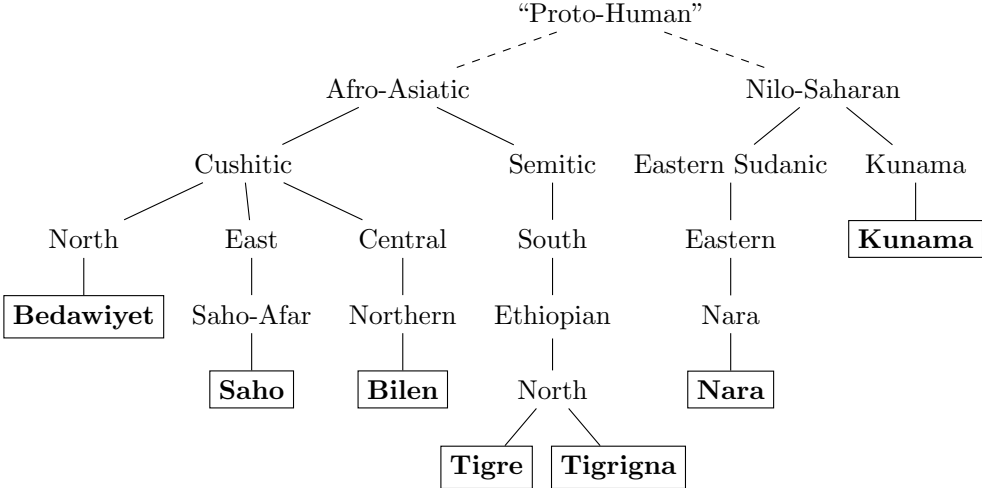 “Proto-Human”
Afro-Asiatic Nilo-Saharan
Cushitic Semitic Eastern Sudanic Kunama
North East Central South Eastern Kunama
Bedawiyet Saho-Afar Northern Ethiopian Nara
Saho Bilen North Nara
Tigre Tigrigna